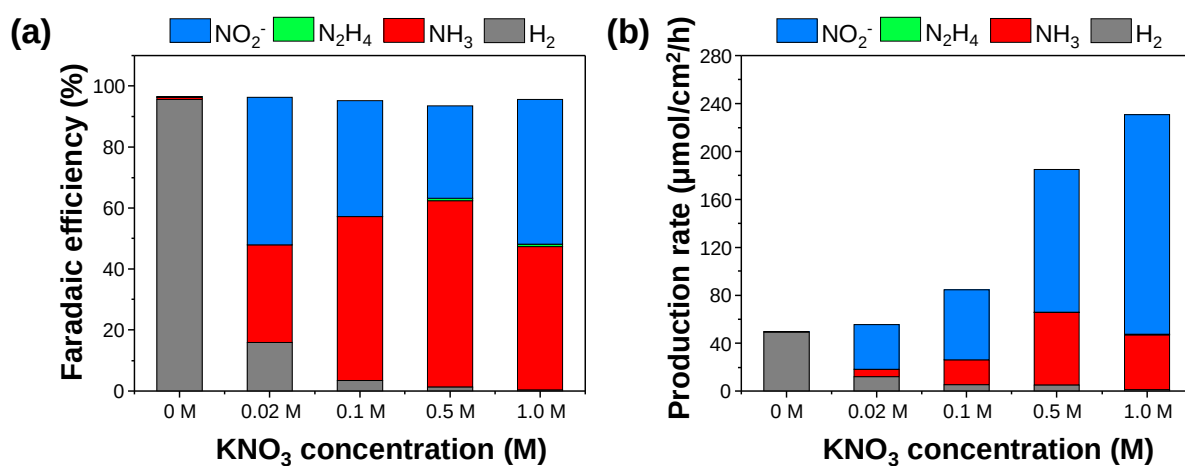 (a)
NO₂⁻ N₂H₄ NH₃ H₂
Faradaic efficiency (%)
100
80
60
40
20
0
0 M 0.02 M 0.1 M 0.5 M 1.0 M
KNO₃ concentration (M)
(b)
NO₂⁻ N₂H₄ NH₃ H₂
Production rate (μmol/cm²/h)
280
240
200
160
120
80
40
0
0 M 0.02 M 0.1 M 0.5 M 1.0 M
KNO₃ concentration (M)